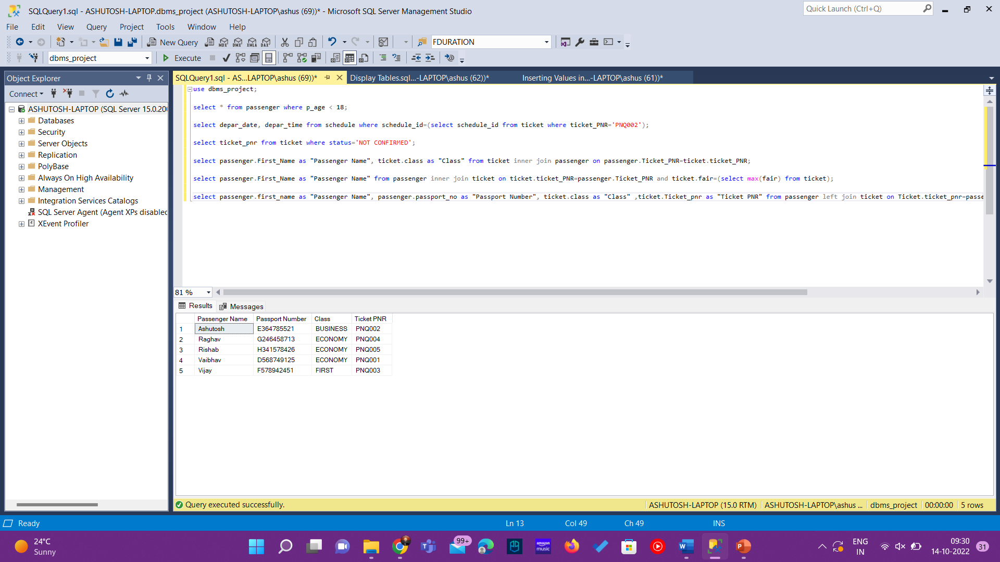 SQLQuery1.sql - ASHUTOSH-LAPTOP.dbms_project (ASHUTOSH-LAPTOP\ashus (69))* - Microsoft SQL Server Management Studio
Quick Launch (Ctrl+Q)
File Edit View Query Project Tools Window Help
New Query MDX DMX XMLA DAX FDURATION
dbms_project Execute
Object Explorer
SQLQuery1.sql - AS...LAPTOP\ashus (69))* Display Tables.sql...-LAPTOP\ashus (62))* Inserting Values in...-LAPTOP\ashus (61))*
Connect
ASHUTOSH-LAPTOP (SQL Server 15.0.200
Databases
Security
Server Objects
Replication
PolyBase
Always On High Availability
Management
Integration Services Catalogs
SQL Server Agent (Agent XPs disabled
XEvent Profiler
use dbms_project;
select * from passenger where p_age < 18;
select depar_date, depar_time from schedule where schedule_id=(select schedule_id from ticket where ticket_PNR='PNQ002');
select ticket_pnr from ticket where status='NOT CONFIRMED';
select passenger.First_Name as "Passenger Name", ticket.class as "Class" from ticket inner join passenger on passenger.Ticket_PNR=ticket.ticket_PNR;
select passenger.First_Name as "Passenger Name" from passenger inner join ticket on ticket.ticket_PNR=passenger.Ticket_PNR and ticket.fair=(select max(fair) from ticket);
select passenger.first_name as "Passenger Name", passenger.passport_no as "Passport Number", ticket.class as "Class" ,ticket.Ticket_pnr as "Ticket PNR" from passenger left join ticket on Ticket.ticket_pnr=passe
81 %
Results Messages
Passenger Name Passport Number Class Ticket PNR
1 Ashutosh E364785521 BUSINESS PNQ002
2 Raghav G246458713 ECONOMY PNQ004
3 Rishab H341578426 ECONOMY PNQ005
4 Vaibhav D568749125 ECONOMY PNQ001
5 Vijay F578942451 FIRST PNQ003
Query executed successfully. ASHUTOSH-LAPTOP (15.0 RTM) ASHUTOSH-LAPTOP\ashus ... dbms_project 00:00:00 5 rows
Ready Ln 13 Col 49 Ch 49 INS
24°C
Sunny
99+
amazon music
ENG
IN
09:30
14-10-2022
31